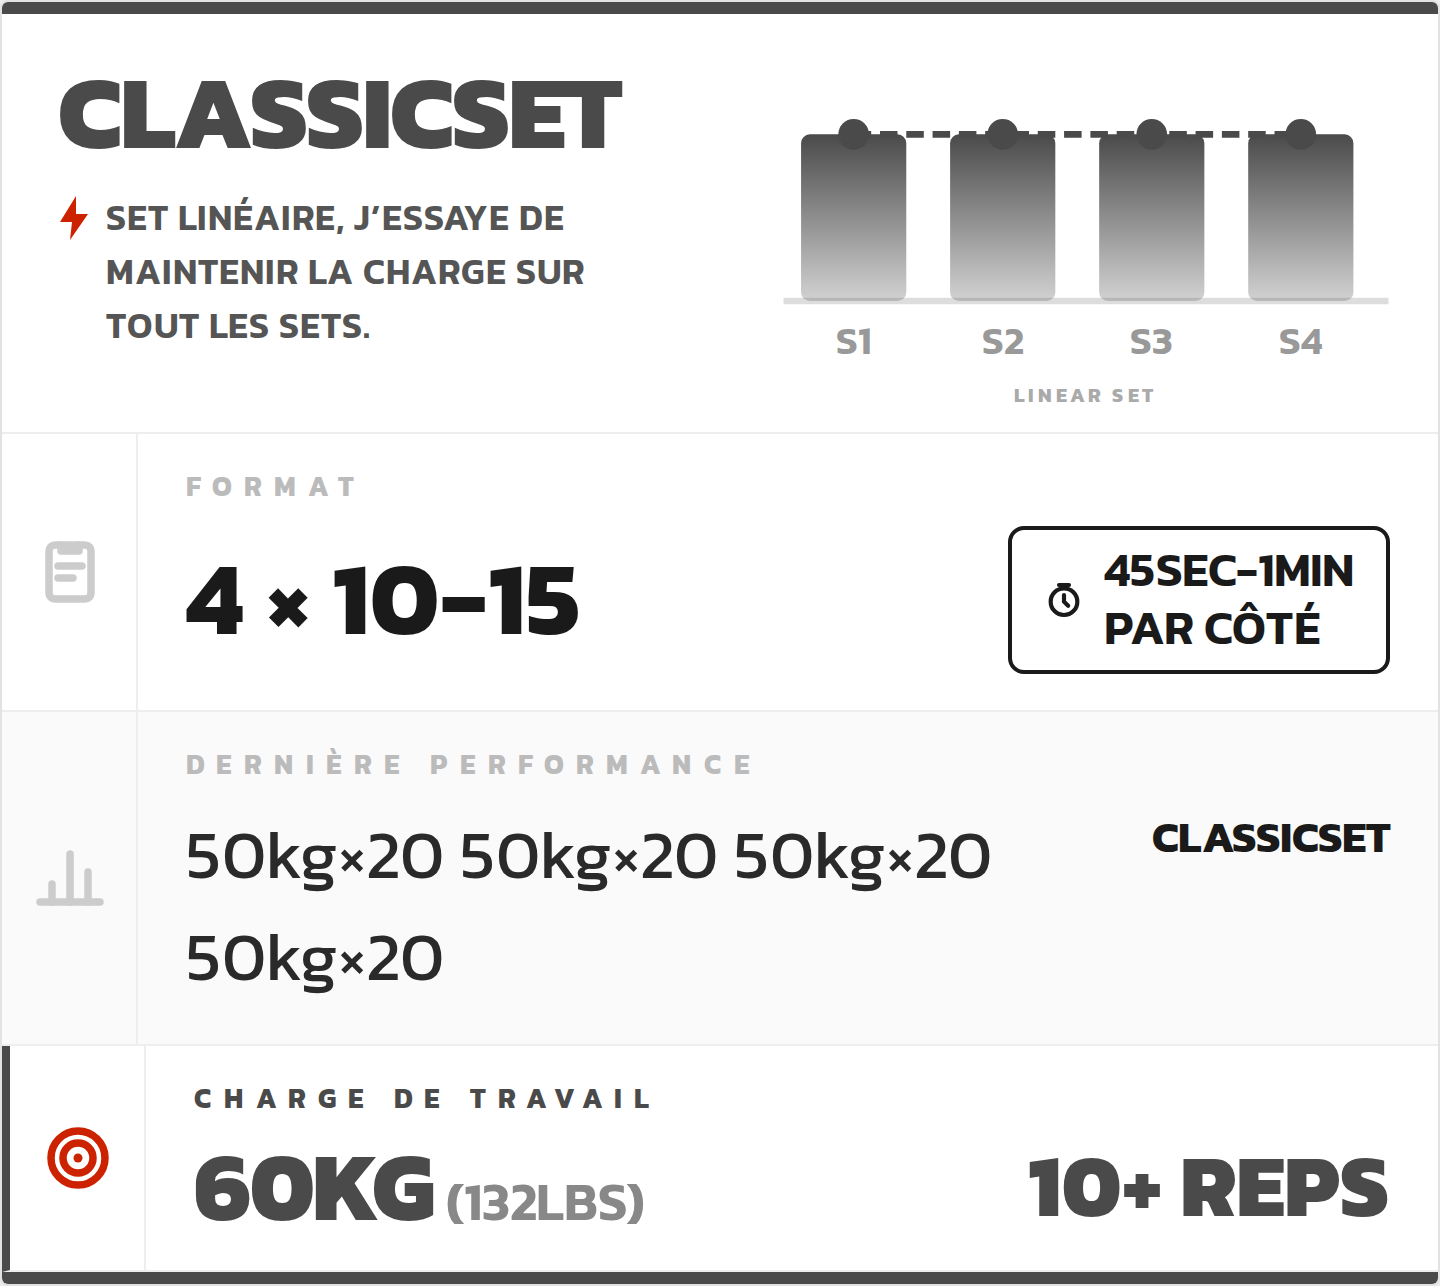 CLASSICSET
SET LINÉAIRE, J’ESSAYE DE
MAINTENIR LA CHARGE SUR
TOUT LES SETS.
S1 S2 S3 S4
LINEAR SET
FORMAT
4 × 10–15
45SEC–1MIN
PAR CÔTÉ
DERNIÈRE PERFORMANCE
50kg×20 50kg×20 50kg×20
50kg×20
CLASSICSET
CHARGE DE TRAVAIL
60KG (132LBS)
10+ REPS